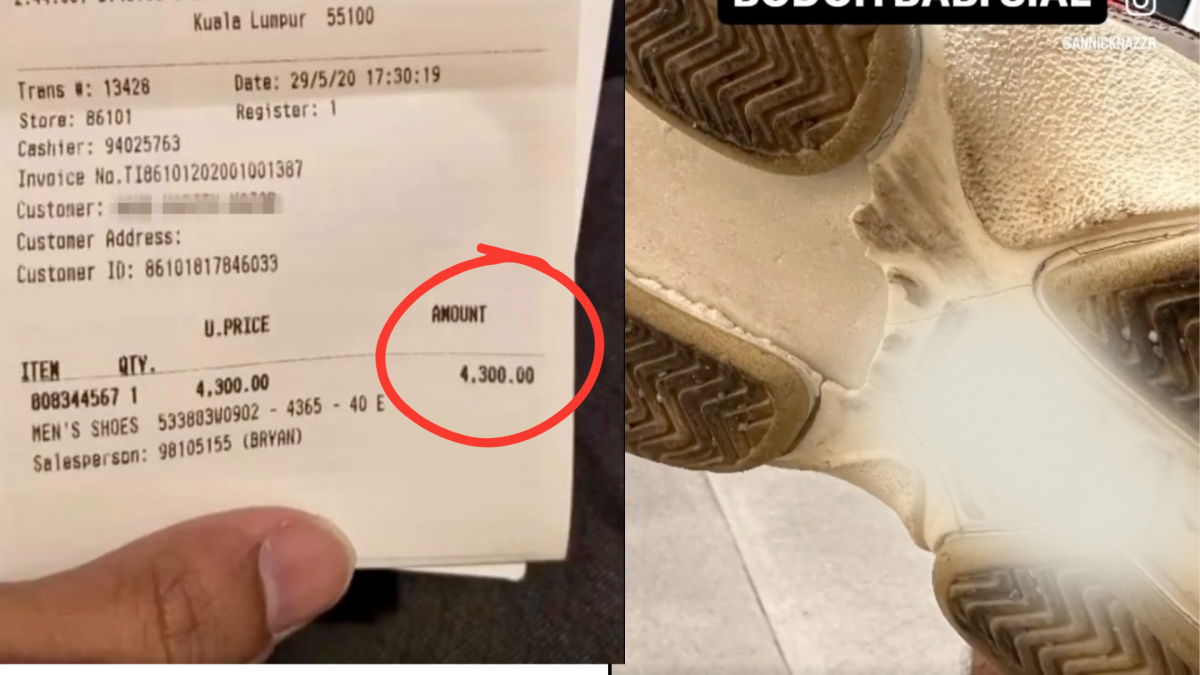 Kuala Lumpur 55100
Trans #: 13428 Date: 29/5/20 17:30:19
Store: 86101 Register: 1
Cashier: 94025763
Invoice No.TI86101202001001387
Customer:
Customer Address:
Customer ID: 86101817846033
U.PRICE AMOUNT
ITEM QTY.
808344567 1 4,300.00 4,300.00
MEN'S SHOES 533883W0902 - 4365 - 40 E
Salesperson: 98105155 (BRYAN)
@ANNICKNAZZR